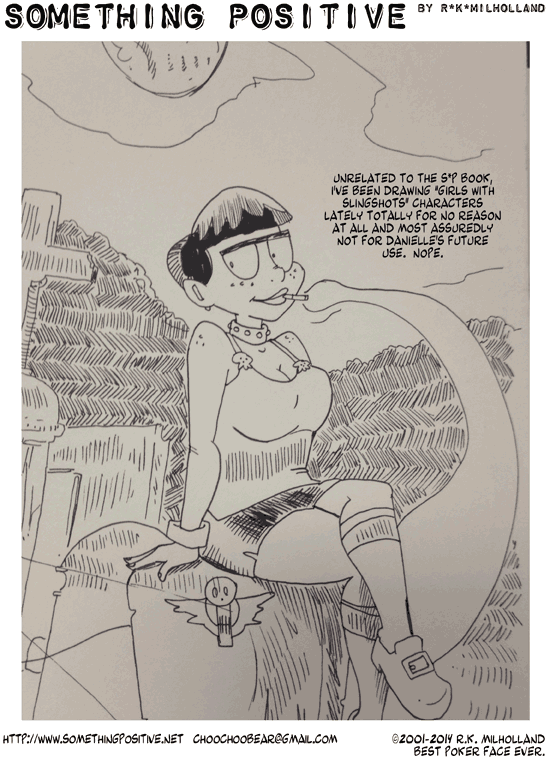 SOMETHING POSITIVE BY R*K*MILHOLLAND
UNRELATED TO THE S*P BOOK,
I'VE BEEN DRAWING "GIRLS WITH
SLINGSHOTS" CHARACTERS
LATELY TOTALLY FOR NO REASON
AT ALL AND MOST ASSUREDLY
NOT FOR DANIELLE'S FUTURE
USE. NOPE.
HTTP://WWW.SOMETHINGPOSITIVE.NET CHOOCHOOBEAR@GMAIL.COM ©2001-2014 R.K. MILHOLLAND
BEST POKER FACE EVER.